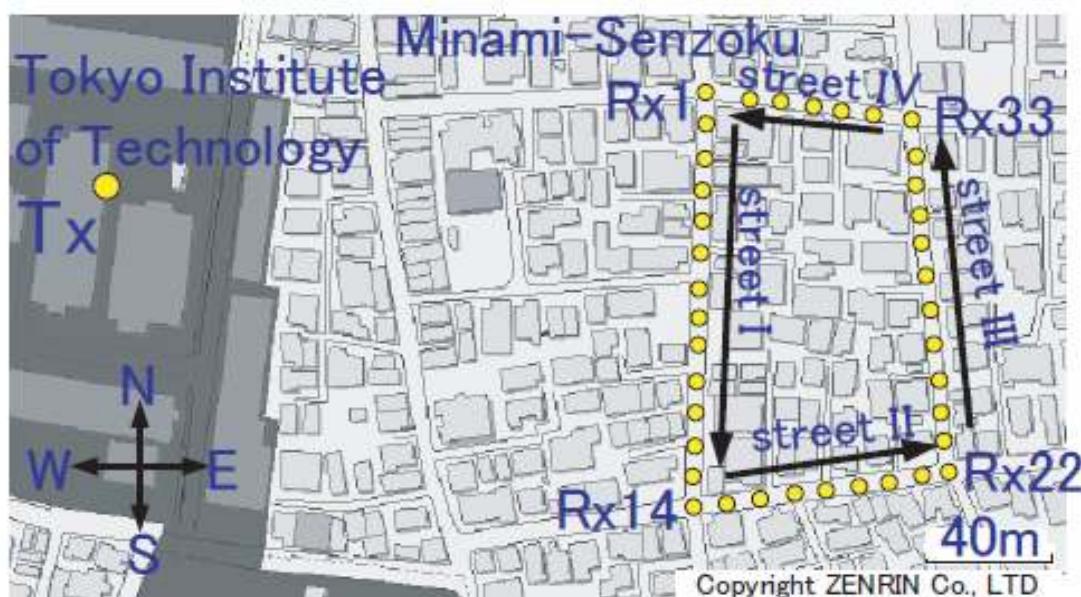 Tokyo Institute
of Technology
Tx
Minami-Senzoku
street IV
Rx1
Rx33
street I
street III
street II
Rx14
Rx22
N
W
E
S
40m
Copyright ZENRIN Co., LTD